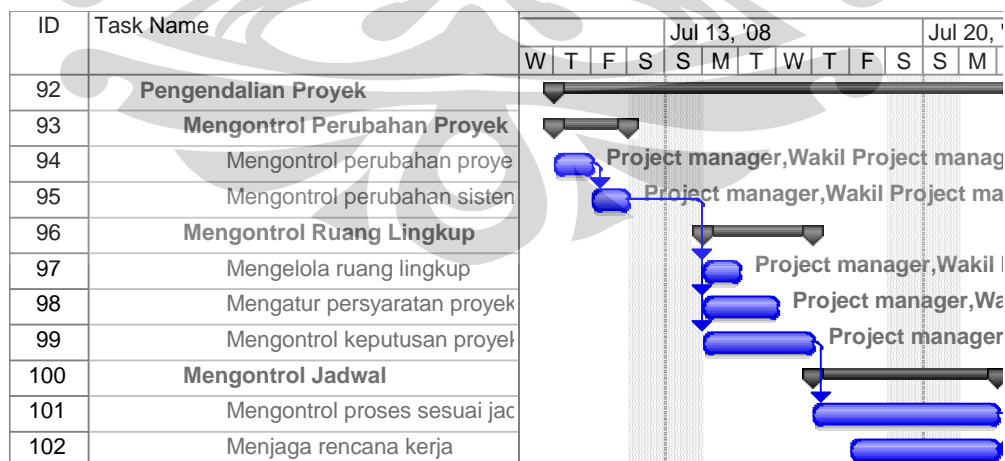 ID Task Name Jul 13, '08 Jul 20, '
W T F S S M T W T F S S M
92 Pengendalian Proyek
93 Mengontrol Perubahan Proyek
94 Mengontrol perubahan proye Project manager,Wakil Project manag
95 Mengontrol perubahan sisten Project manager,Wakil Project ma
96 Mengontrol Ruang Lingkup
97 Mengelola ruang lingkup Project manager,Wakil
98 Mengatur persyaratan proyek Project manager,Wa
99 Mengontrol keputusan proyek Project manager
100 Mengontrol Jadwal
101 Mengontrol proses sesuai jad
102 Menjaga rencana kerja